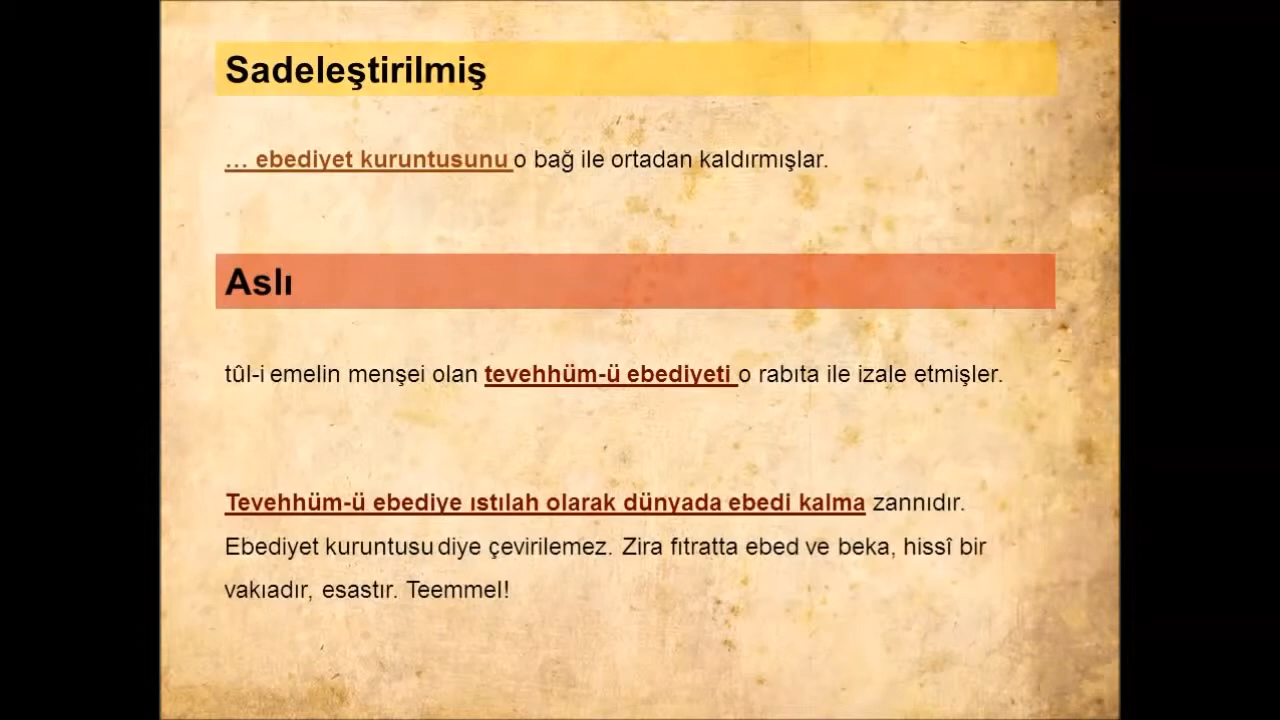 Sadeleştirilmiş
… ebediyet kuruntusunu o bağ ile ortadan kaldırmışlar.
Aslı
tûl-i emelin menşei olan tevehhüm-ü ebediyeti o rabıta ile izale etmişler.
Tevehhüm-ü ebediye ıstılah olarak dünyada ebedi kalma zannıdır.
Ebediyet kuruntusu diye çevirilemez. Zira fıtratta ebed ve beka, hissî bir
vakıadır, esastır. Teemmel!